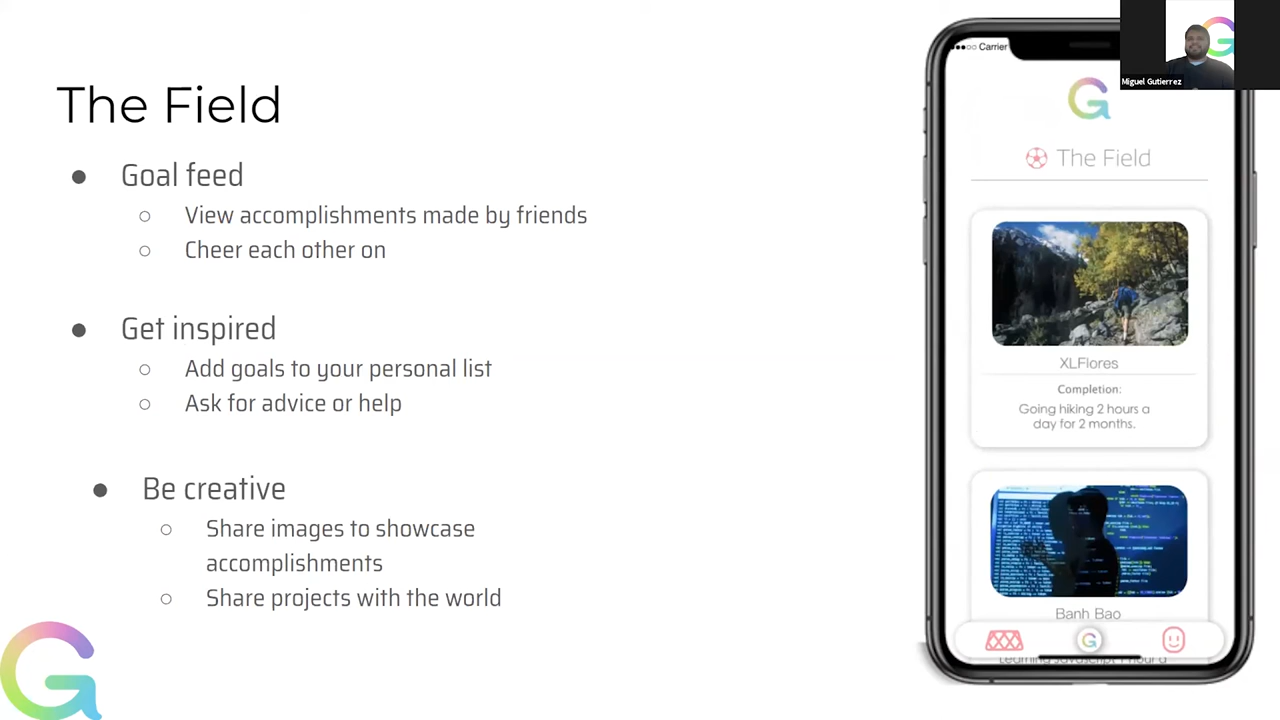 The Field
● Goal feed
○ View accomplishments made by friends
○ Cheer each other on
● Get inspired
○ Add goals to your personal list
○ Ask for advice or help
● Be creative
○ Share images to showcase
accomplishments
○ Share projects with the world
G
Carrier
G
The Field
XLFlores
Completion:
Going hiking 2 hours a
day for 2 months.
Banh Bao
G
Miguel Gutierrez